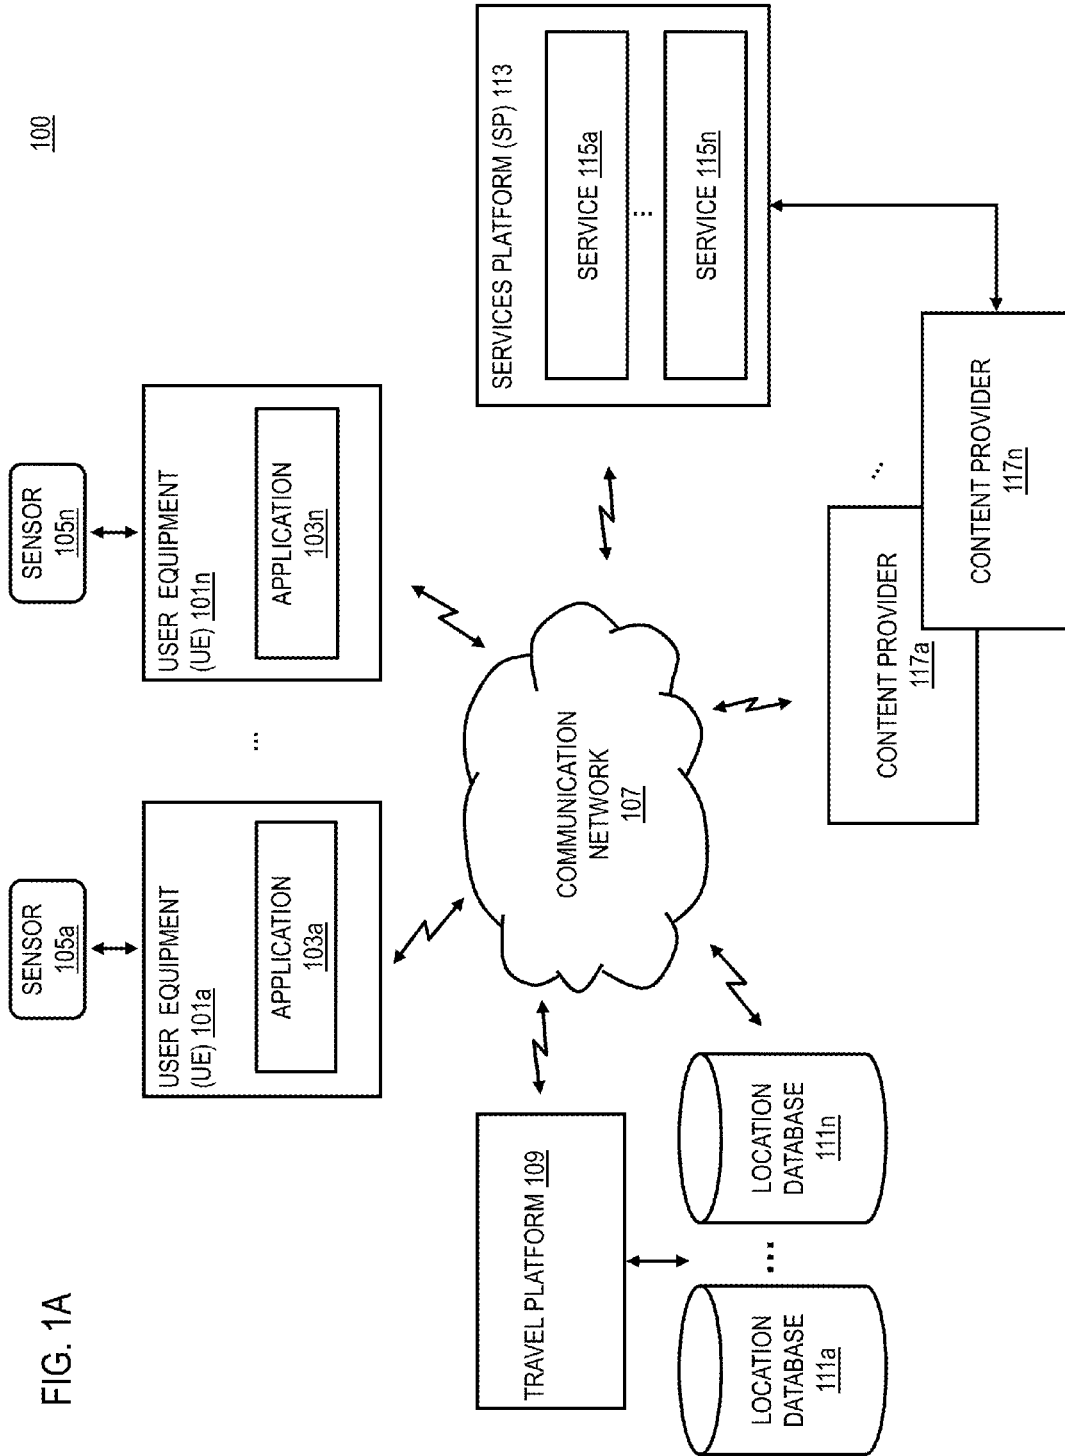 FIG. 1A
100
SENSOR
105a
SENSOR
105n
USER EQUIPMENT
(UE) 101a
APPLICATION
103a
...
USER EQUIPMENT
(UE) 101n
APPLICATION
103n
TRAVEL PLATFORM 109
COMMUNICATION
NETWORK
107
SERVICES PLATFORM (SP) 113
SERVICE 115a
...
SERVICE 115n
LOCATION
DATABASE
111a
...
LOCATION
DATABASE
111n
CONTENT PROVIDER
117a
...
CONTENT PROVIDER
117n